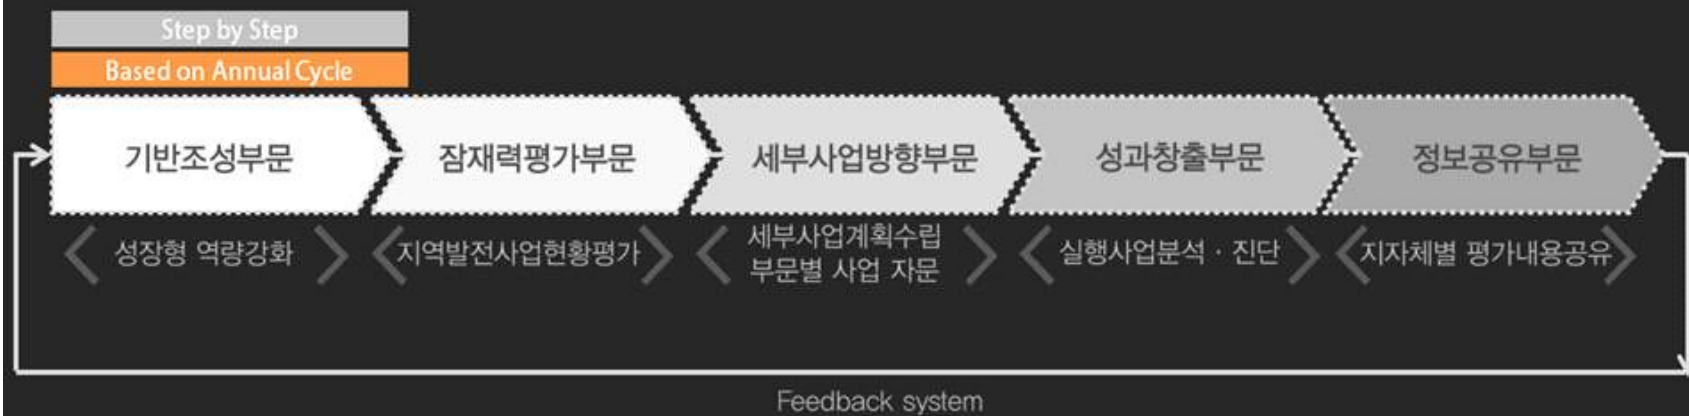 Step by Step
Based on Annual Cycle
기반조성부문
잠재력평가부문
세부사업방향부문
성과창출부문
정보공유부문
성장형 역량강화
지역발전사업현황평가
세부사업계획수립
부문별 사업 자문
실행사업분석 · 진단
지자체별 평가내용공유
Feedback system